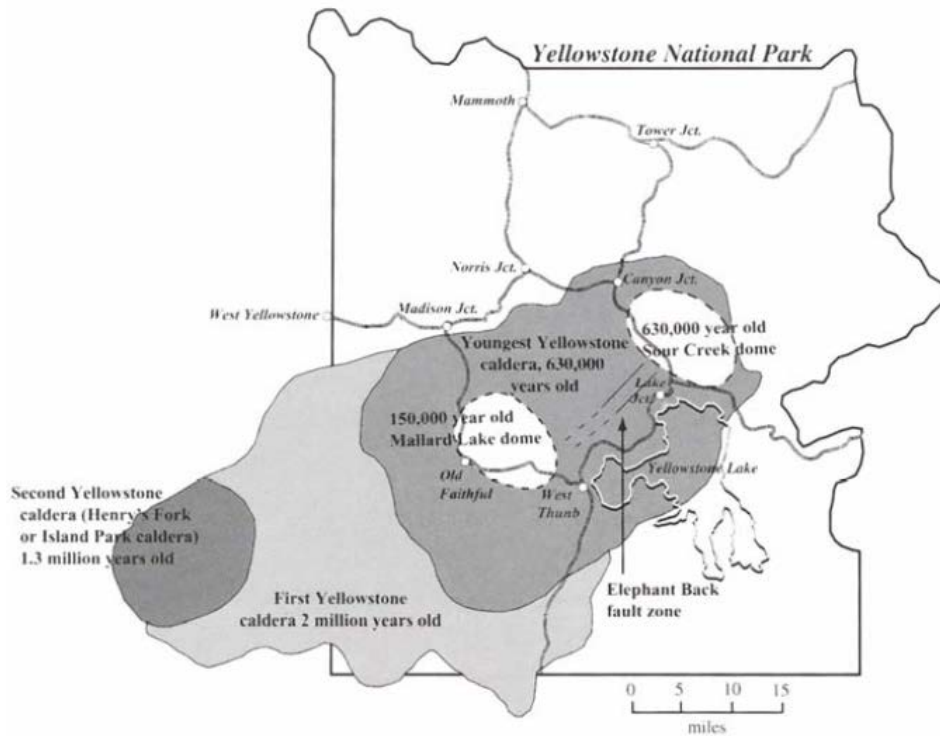 Yellowstone National Park
Mammoth
Tower Jct.
Norris Jct.
Canyon Jct.
West Yellowstone
Madison Jct.
630,000 year old
Sour Creek dome
Youngest Yellowstone
caldera, 630,000
years old
Lake
Jct.
150,000 year old
Mallard Lake dome
Old
Faithful
West
Thunb
Yellowstone Lake
Second Yellowstone
caldera (Henry's Fork
or Island Park caldera)
1.3 million years old
First Yellowstone
caldera 2 million years old
Elephant Back
fault zone
0 5 10 15
miles